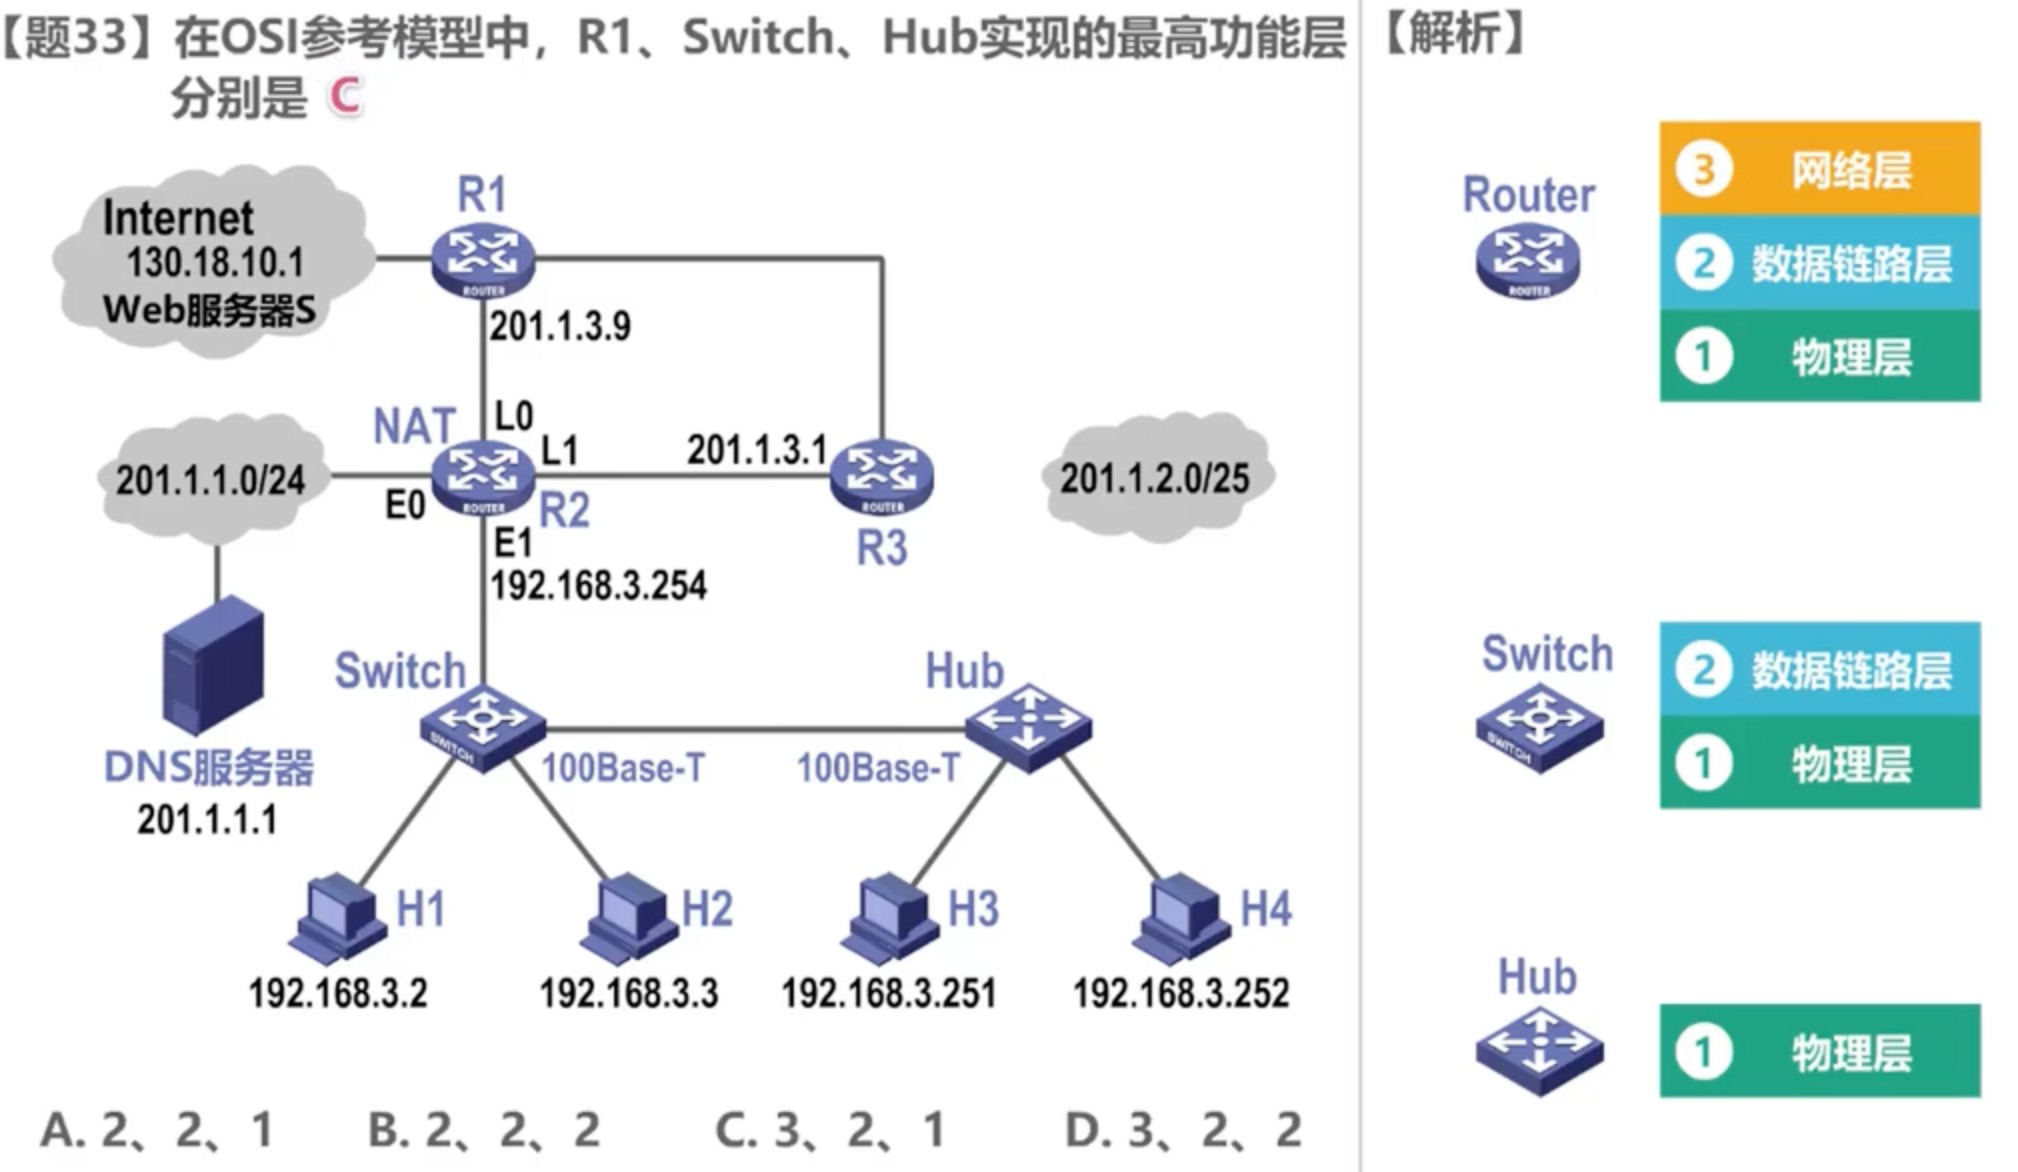 【题33】在OSI参考模型中，R1、Switch、Hub实现的最高功能层
分别是 C
Internet
130.18.10.1
Web服务器S
R1
ROUTER
201.1.3.9
NAT
L0
L1
201.1.3.1
201.1.1.0/24
E0
ROUTER
R2
ROUTER
R3
201.1.2.0/25
E1
192.168.3.254
Switch
Hub
SWITCH
100Base-T
100Base-T
DNS服务器
201.1.1.1
H1
H2
H3
H4
192.168.3.2
192.168.3.3
192.168.3.251
192.168.3.252
A. 2、2、1
B. 2、2、2
C. 3、2、1
D. 3、2、2
【解析】
Router
ROUTER
3 网络层
2 数据链路层
1 物理层
Switch
SWITCH
2 数据链路层
1 物理层
Hub
1 物理层